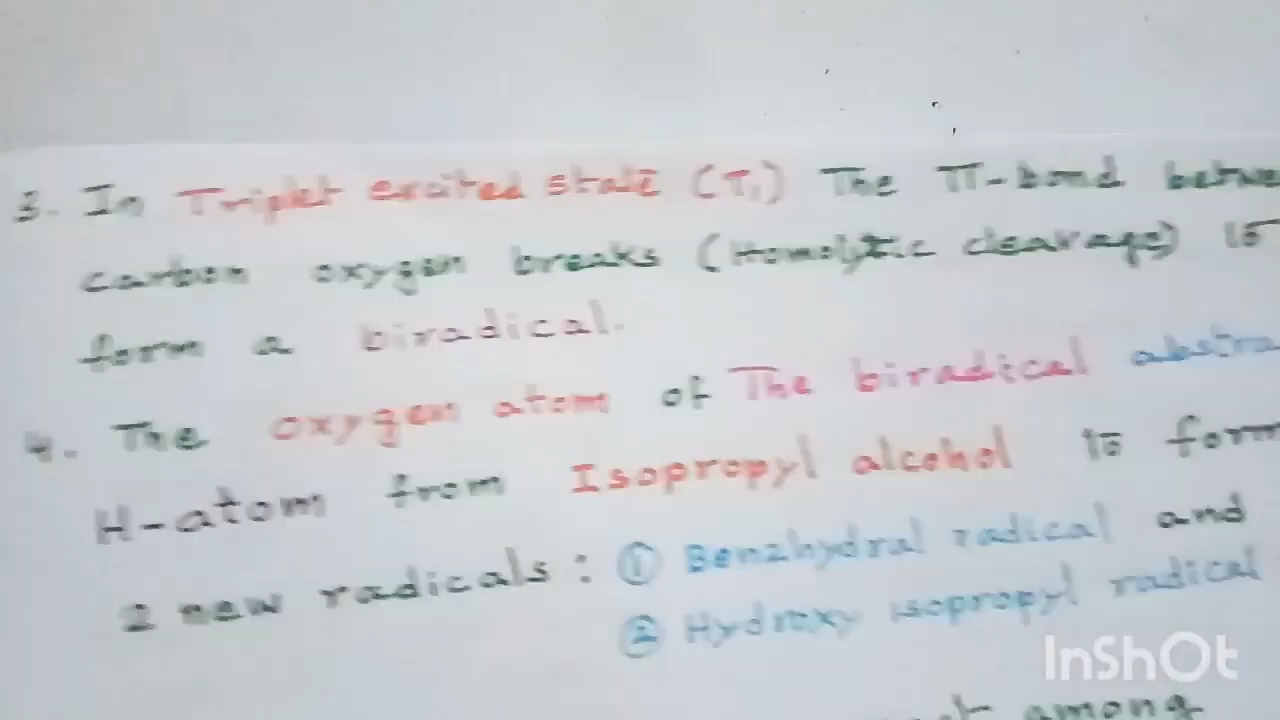 3. In Triplet excited state (T1) The π-bond betwe
carbon oxygen breaks (Homolytic cleavage) to
form a biradical.
4. The oxygen atom of The biradical abstra
H-atom from Isopropyl alcohol to form
2 new radicals : ① Benzhydral radical and
② Hydroxy isopropyl radical
InShOt
among